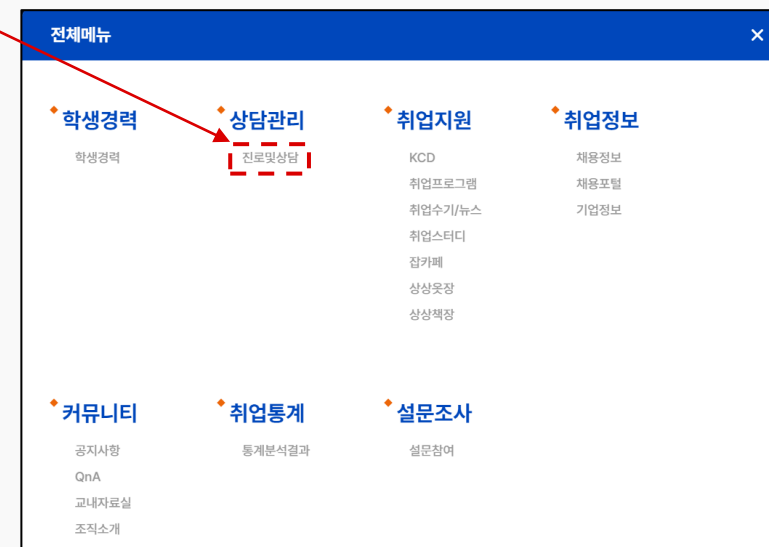 전체메뉴
학생경력
학생경력
상담관리
진로및상담
취업지원
KCD
취업프로그램
취업수기/뉴스
취업스터디
잡카페
상상옷장
상상책장
취업정보
채용정보
채용포털
기업정보
커뮤니티
공지사항
QnA
교내자료실
조직소개
취업통계
통계분석결과
설문조사
설문참여